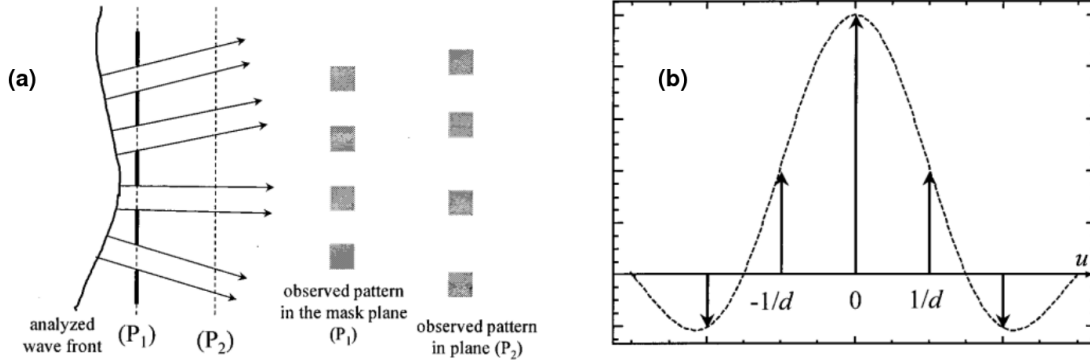 (a)
analyzed
wave front
(P1)
(P2)
observed pattern
in the mask plane
(P1)
observed pattern
in plane (P2)
(b)
u
-1/d
0
1/d